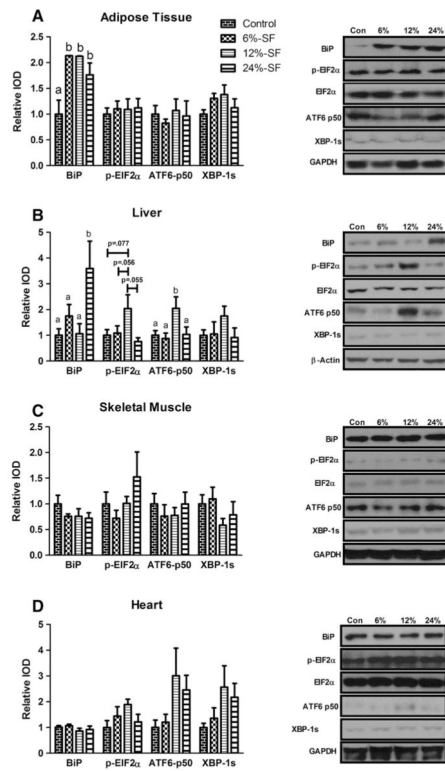 A Adipose Tissue
Control
6%-SF
12%-SF
24%-SF
Relative IOD
2.5
2.0
1.5
1.0
0.5
0.0
a b b b
BiP p-EIF2α ATF6-p50 XBP-1s
Con 6% 12% 24%
BiP
p-EIF2α
EIF2α
ATF6 p50
XBP-1s
GAPDH
B Liver
Relative IOD
5
4
3
2
1
0
a a a b
p=.077
p=.056
p=.055
a a b a
BiP p-EIF2α ATF6-p50 XBP-1s
Con 6% 12% 24%
BiP
p-EIF2α
EIF2α
ATF6 p50
XBP-1s
β-Actin
C Skeletal Muscle
Relative IOD
2.5
2.0
1.5
1.0
0.5
0.0
BiP p-EIF2α ATF6-p50 XBP-1s
Con 6% 12% 24%
BiP
p-EIF2α
EIF2α
ATF6 p50
XBP-1s
GAPDH
D Heart
Relative IOD
5
4
3
2
1
0
BiP p-EIF2α ATF6-p50 XBP-1s
Con 6% 12% 24%
BiP
p-EIF2α
EIF2α
ATF6 p50
XBP-1s
GAPDH